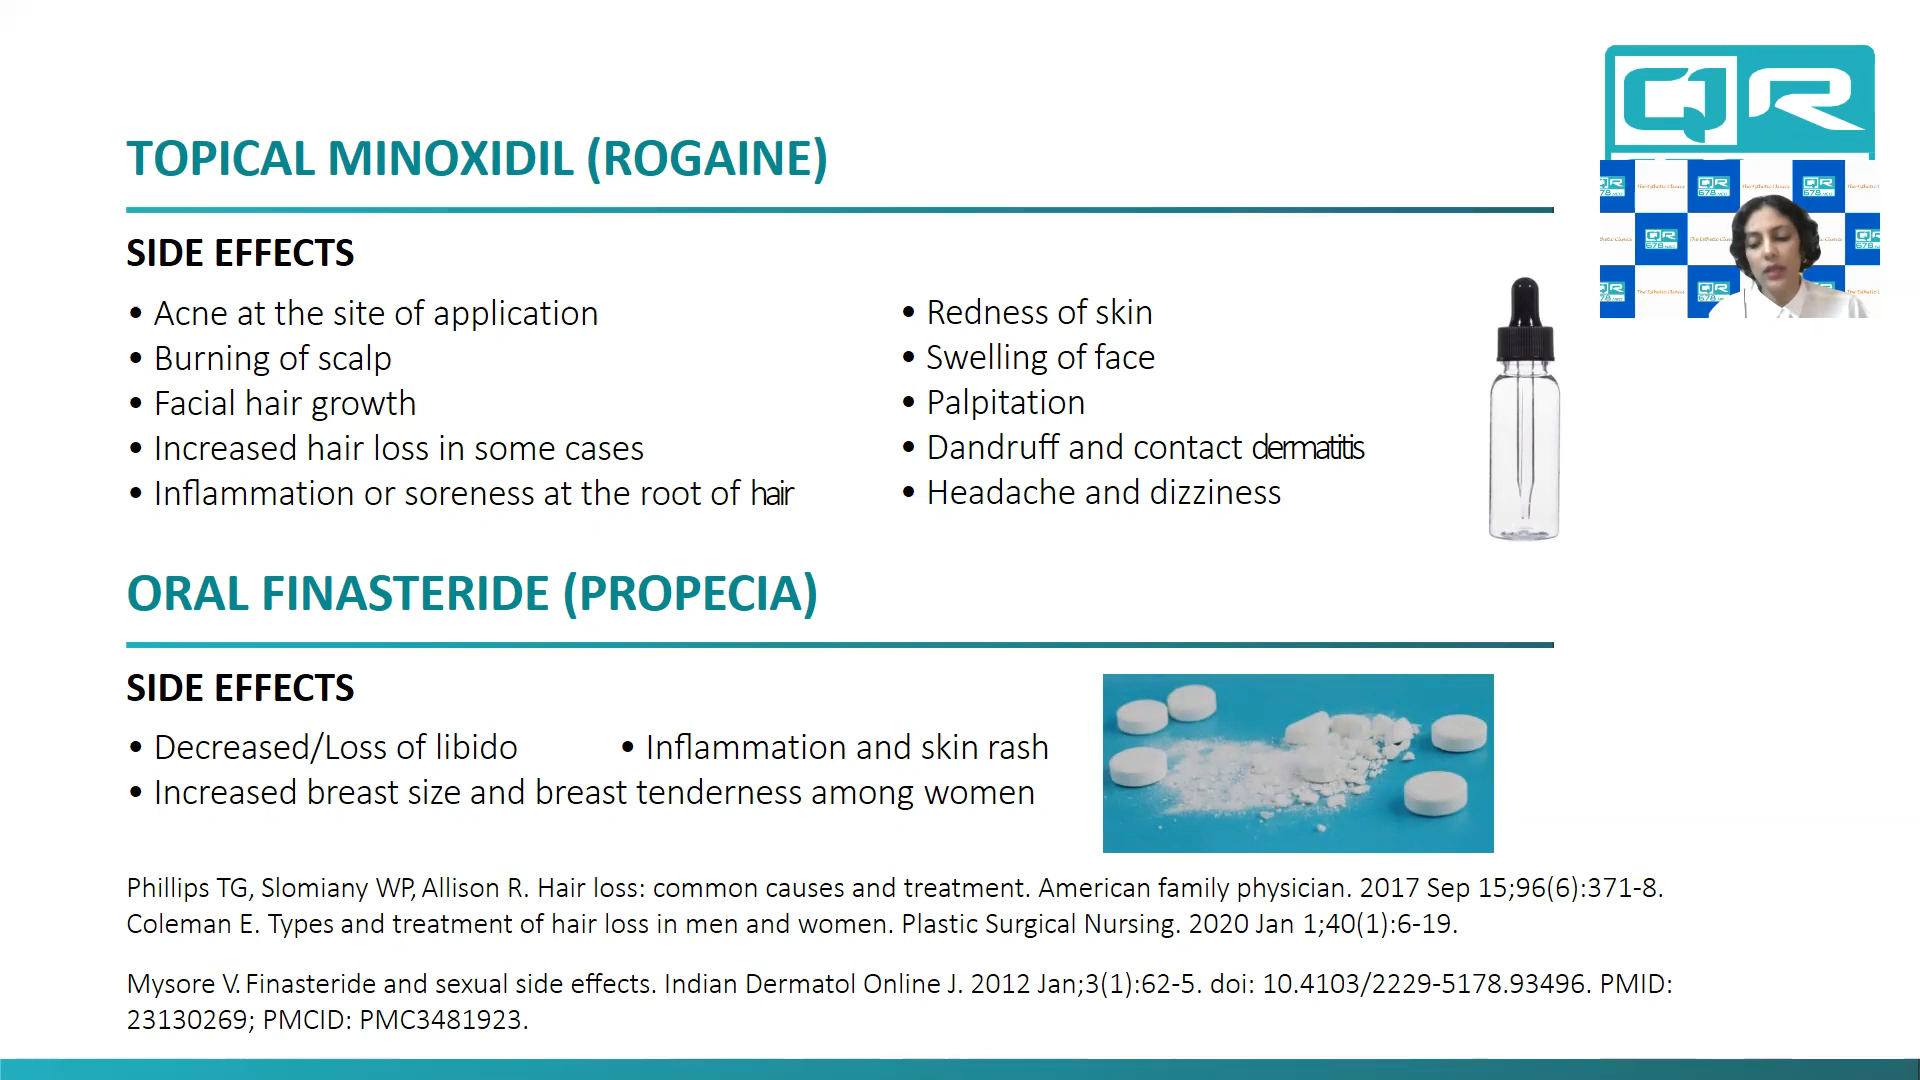 QR
TOPICAL MINOXIDIL (ROGAINE)
SIDE EFFECTS
• Acne at the site of application
• Burning of scalp
• Facial hair growth
• Increased hair loss in some cases
• Inflammation or soreness at the root of hair
• Redness of skin
• Swelling of face
• Palpitation
• Dandruff and contact dermatitis
• Headache and dizziness
ORAL FINASTERIDE (PROPECIA)
SIDE EFFECTS
• Decreased/Loss of libido • Inflammation and skin rash
• Increased breast size and breast tenderness among women
Phillips TG, Slomiany WP, Allison R. Hair loss: common causes and treatment. American family physician. 2017 Sep 15;96(6):371-8.
Coleman E. Types and treatment of hair loss in men and women. Plastic Surgical Nursing. 2020 Jan 1;40(1):6-19.
Mysore V. Finasteride and sexual side effects. Indian Dermatol Online J. 2012 Jan;3(1):62-5. doi: 10.4103/2229-5178.93496. PMID:
23130269; PMCID: PMC3481923.